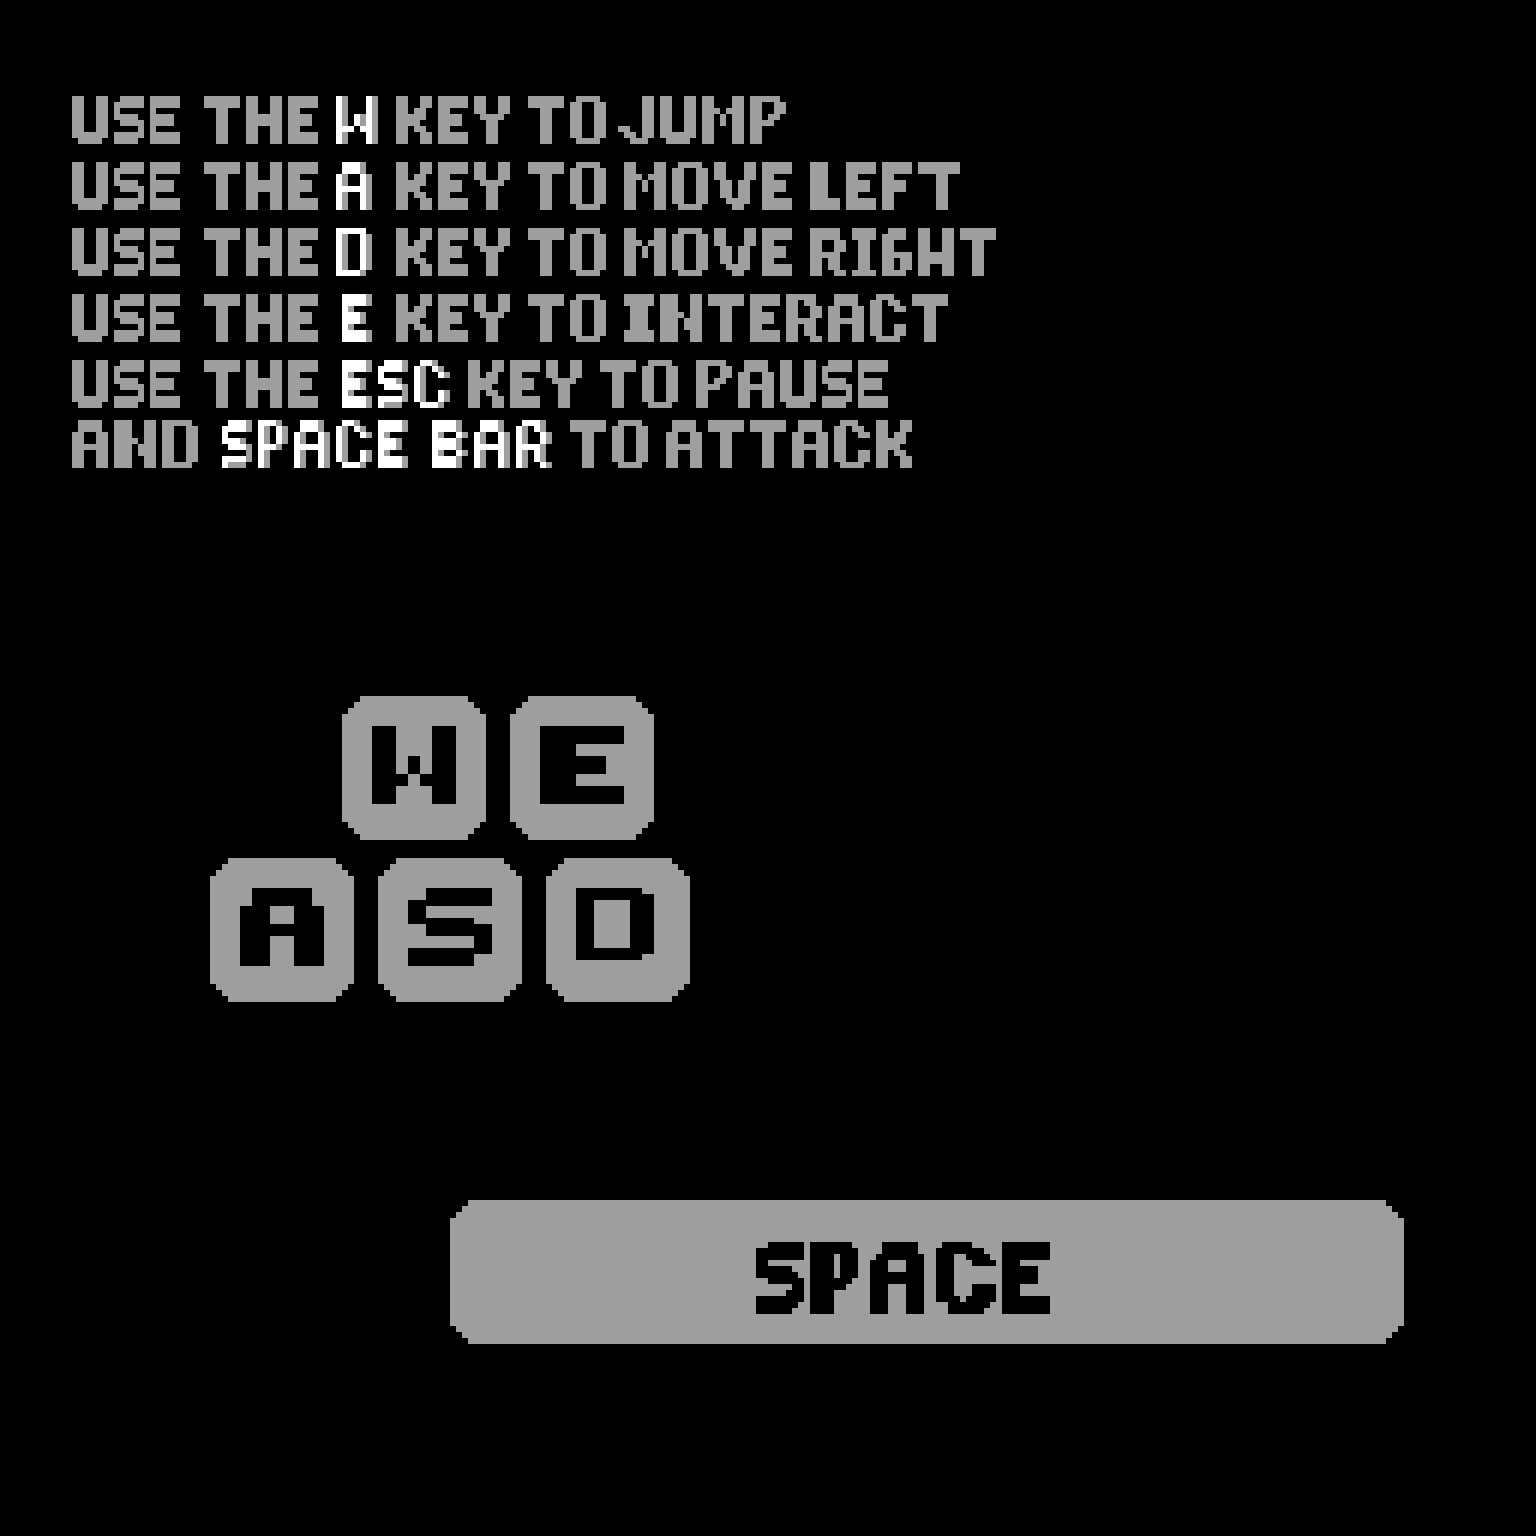 USE THE W KEY TO JUMP
USE THE A KEY TO MOVE LEFT
USE THE D KEY TO MOVE RIGHT
USE THE E KEY TO INTERACT
USE THE ESC KEY TO PAUSE
AND SPACE BAR TO ATTACK
W E
A S D
SPACE